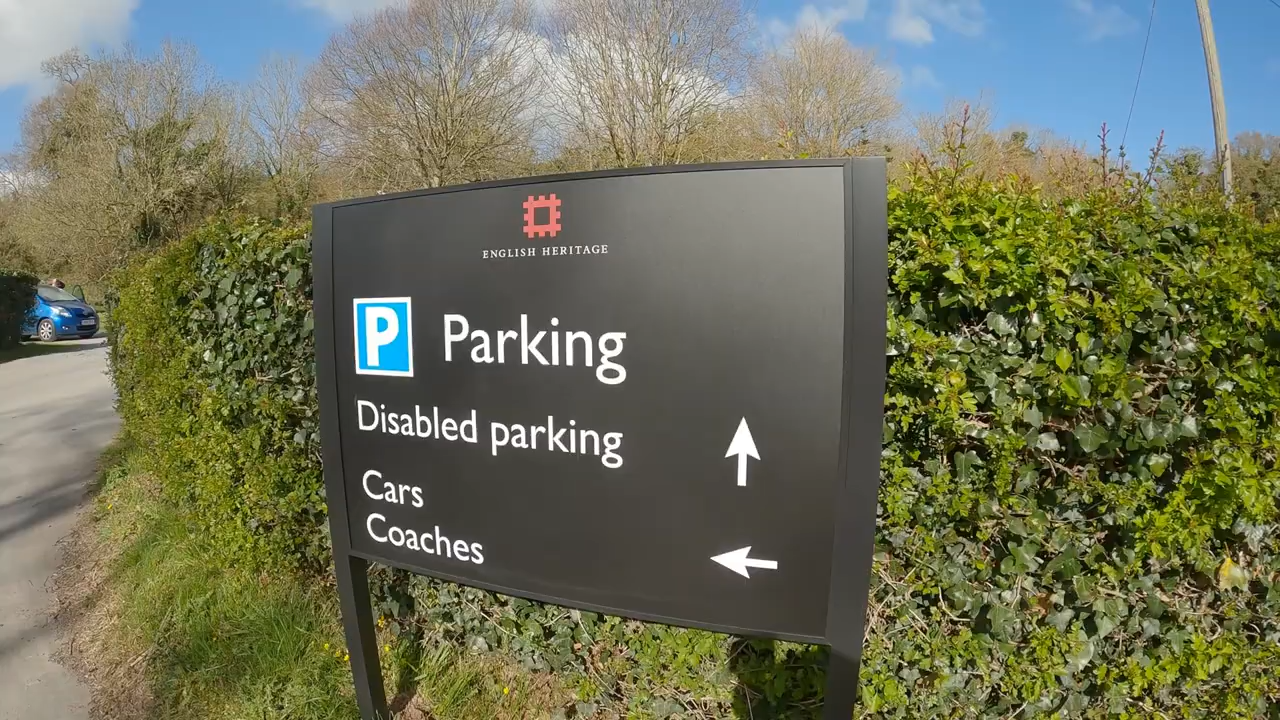 ENGLISH HERITAGE
P Parking
Disabled parking
Cars
Coaches